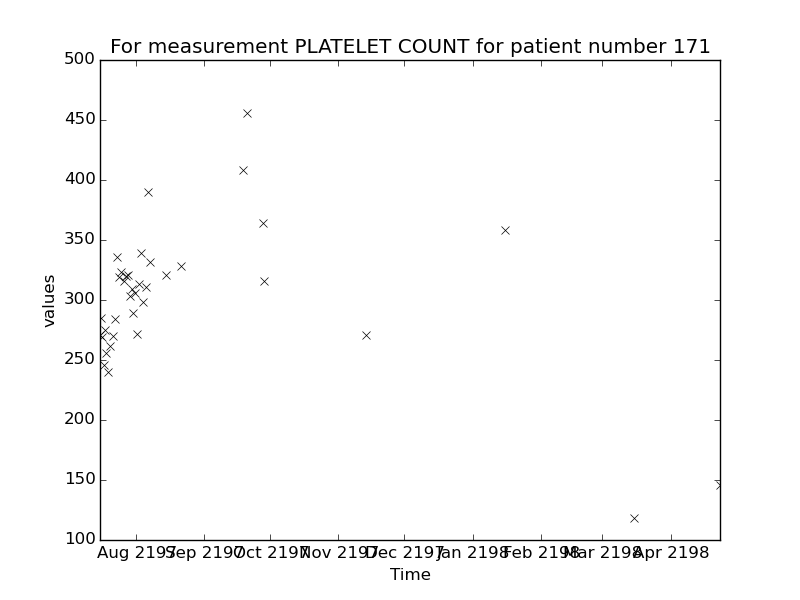 For measurement PLATELET COUNT for patient number 171
values
500
450
400
350
300
250
200
150
100
Aug 2197 Sep 2197 Oct 2197 Nov 2197 Dec 2197 Jan 2198 Feb 2198 Mar 2198 Apr 2198
Time